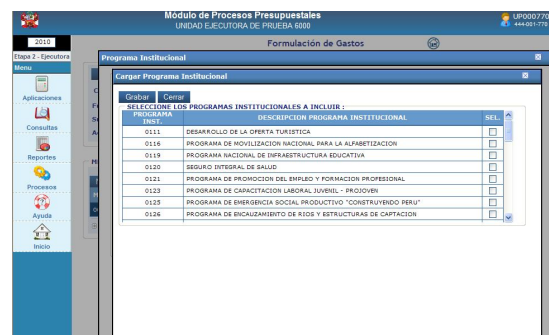 Módulo de Procesos Presupuestales
UNIDAD EJECUTORA DE PRUEBA 6000
UP000770
444-001-770
2010
Formulación de Gastos
Etapa 2 - Ejecutora
Programa Institucional
Menu
Cargar Programa Institucional
Aplicaciones
Grabar Cerrar
SELECCIONE LOS PROGRAMAS INSTITUCIONALES A INCLUIR :
PROGRAMA INST. DESCRIPCION PROGRAMA INSTITUCIONAL SEL.
0111 DESARROLLO DE LA OFERTA TURISTICA
0116 PROGRAMA DE MOVILIZACION NACIONAL PARA LA ALFABETIZACION
0119 PROGRAMA NACIONAL DE INFRAESTRUCTURA EDUCATIVA
0120 SEGURO INTEGRAL DE SALUD
0121 PROGRAMA DE PROMOCION DEL EMPLEO Y FORMACION PROFESIONAL
0123 PROGRAMA DE CAPACITACION LABORAL JUVENIL - PROJOVEN
0125 PROGRAMA DE EMERGENCIA SOCIAL PRODUCTIVO "CONSTRUYENDO PERU"
0126 PROGRAMA DE ENCAUZAMIENTO DE RIOS Y ESTRUCTURAS DE CAPTACION
Consultas
Reportes
Procesos
Ayuda
Inicio